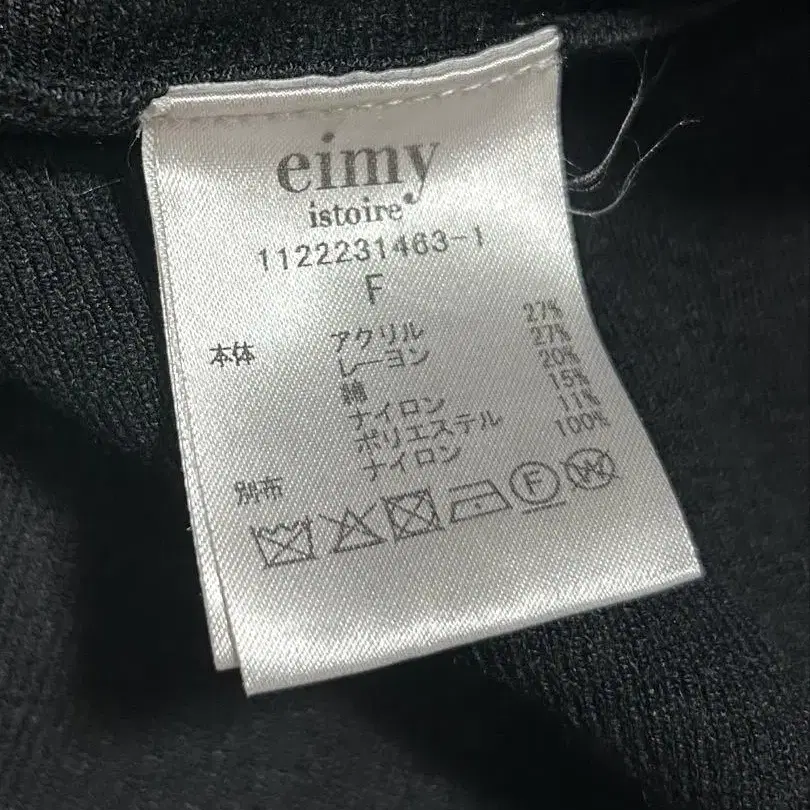 eimy
istoire
1122231463-1
F
本体 アクリル 27%
レーヨン 27%
綿 20%
ナイロン 15%
ポリエステル 11%
別布 ナイロン 100%
F W